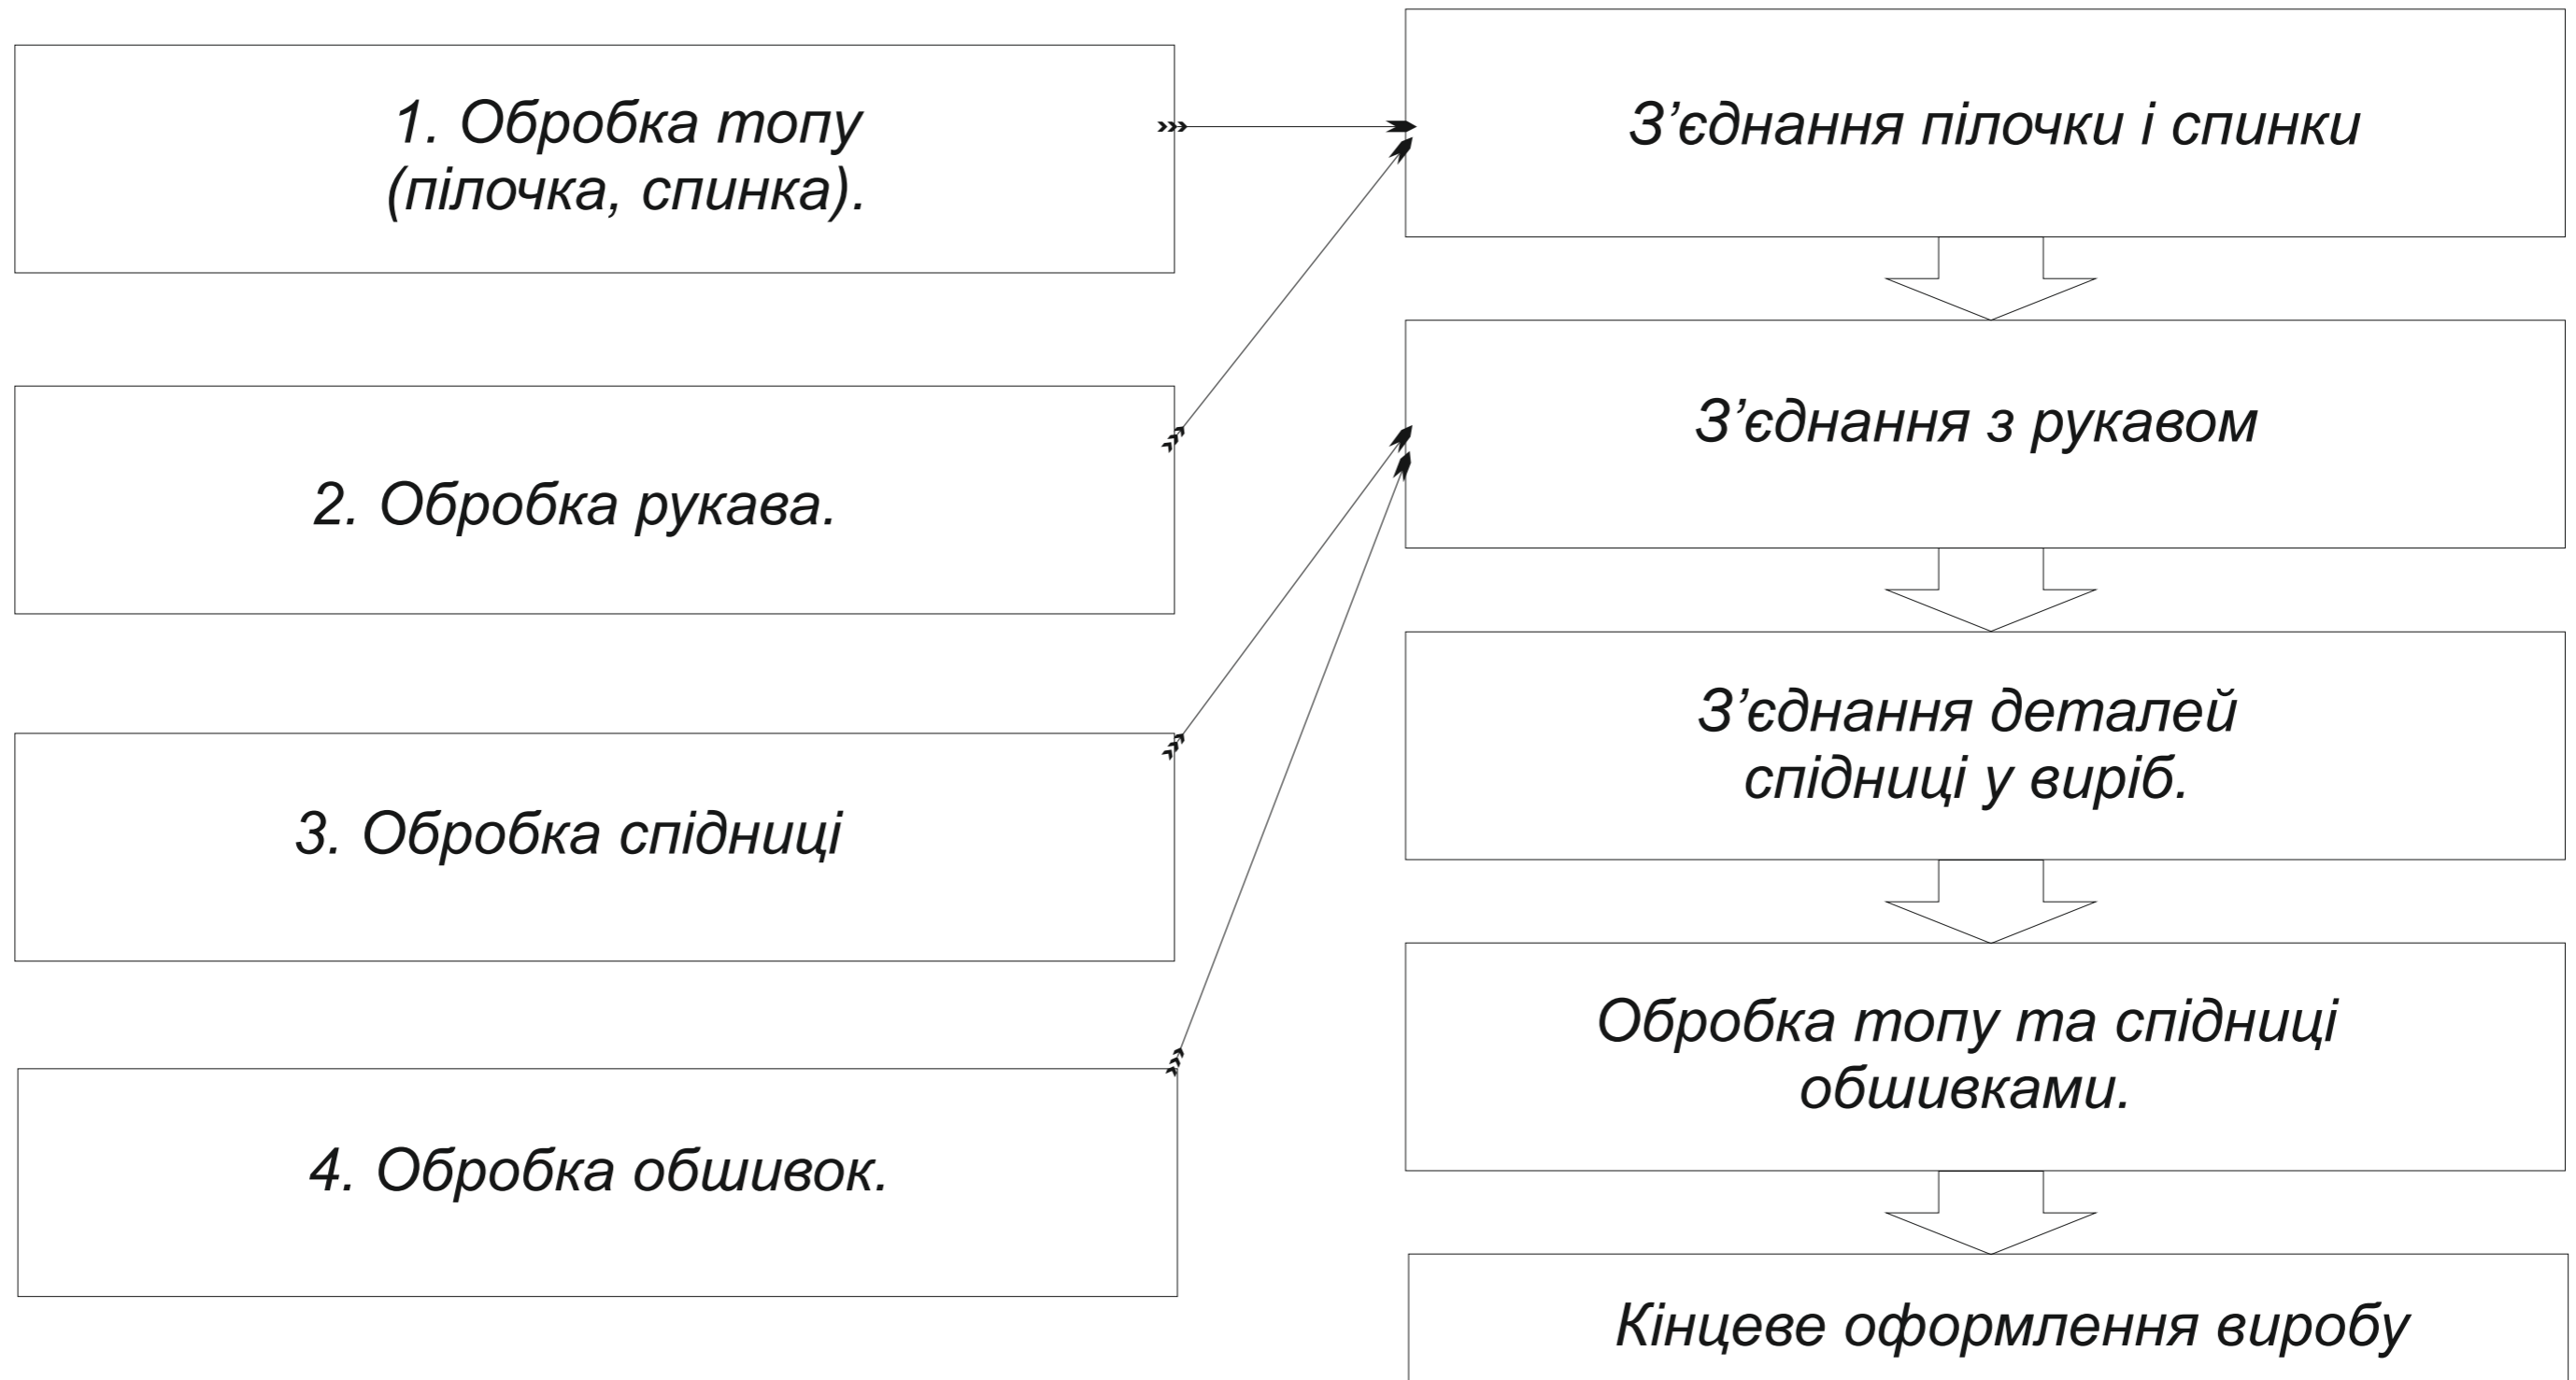 1. Обробка топу
(пілочка, спинка).
2. Обробка рукава.
3. Обробка спідниці
4. Обробка обшивок.
З’єднання пілочки і спинки
З’єднання з рукавом
З’єднання деталей
спідниці у виріб.
Обробка топу та спідниці
обшивками.
Кінцеве оформлення виробу